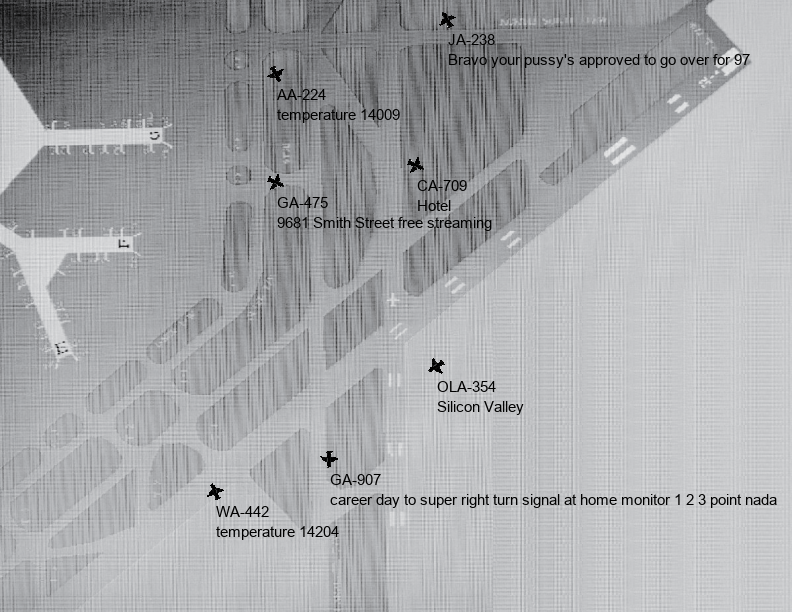 JA-238
Bravo your pussy's approved to go over for 97
AA-224
temperature 14009
CA-709
Hotel
GA-475
9681 Smith Street free streaming
OLA-354
Silicon Valley
GA-907
career day to super right turn signal at home monitor 1 2 3 point nada
WA-442
temperature 14204